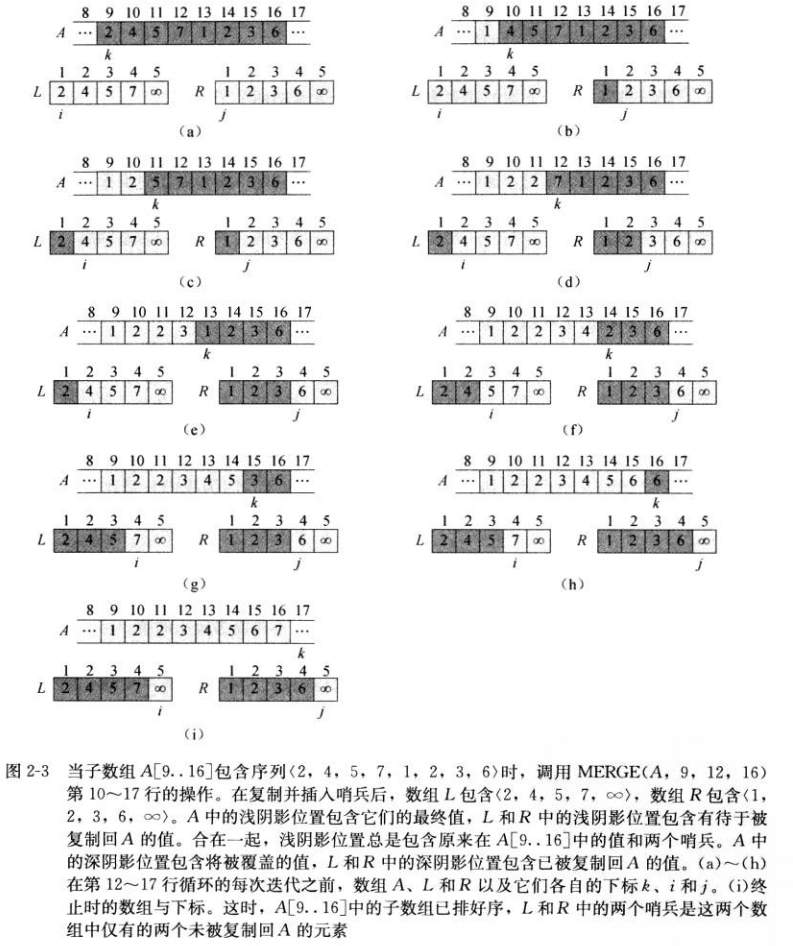 8 9 10 11 12 13 14 15 16 17
A … 2 4 5 7 1 2 3 6 …
k
1 2 3 4 5
L 2 4 5 7 ∞
i
1 2 3 4 5
R 1 2 3 6 ∞
j
(a)
8 9 10 11 12 13 14 15 16 17
A … 1 4 5 7 1 2 3 6 …
k
1 2 3 4 5
L 2 4 5 7 ∞
i
1 2 3 4 5
R 1 2 3 6 ∞
j
(b)
8 9 10 11 12 13 14 15 16 17
A … 1 2 5 7 1 2 3 6 …
k
1 2 3 4 5
L 2 4 5 7 ∞
i
1 2 3 4 5
R 1 2 3 6 ∞
j
(c)
8 9 10 11 12 13 14 15 16 17
A … 1 2 2 7 1 2 3 6 …
k
1 2 3 4 5
L 2 4 5 7 ∞
i
1 2 3 4 5
R 1 2 3 6 ∞
j
(d)
8 9 10 11 12 13 14 15 16 17
A … 1 2 2 3 1 2 3 6 …
k
1 2 3 4 5
L 2 4 5 7 ∞
i
1 2 3 4 5
R 1 2 3 6 ∞
j
(e)
8 9 10 11 12 13 14 15 16 17
A … 1 2 2 3 4 2 3 6 …
k
1 2 3 4 5
L 2 4 5 7 ∞
i
1 2 3 4 5
R 1 2 3 6 ∞
j
(f)
8 9 10 11 12 13 14 15 16 17
A … 1 2 2 3 4 5 3 6 …
k
1 2 3 4 5
L 2 4 5 7 ∞
i
1 2 3 4 5
R 1 2 3 6 ∞
j
(g)
8 9 10 11 12 13 14 15 16 17
A … 1 2 2 3 4 5 6 6 …
k
1 2 3 4 5
L 2 4 5 7 ∞
i
1 2 3 4 5
R 1 2 3 6 ∞
j
(h)
8 9 10 11 12 13 14 15 16 17
A … 1 2 2 3 4 5 6 7 …
k
1 2 3 4 5
L 2 4 5 7 ∞
i
1 2 3 4 5
R 1 2 3 6 ∞
j
(i)
图 2-3 当子数组 A[9..16]包含序列〈2，4，5，7，1，2，3，6〉时，调用 MERGE(A，9，12，16)
第 10～17 行的操作。在复制并插入哨兵后，数组 L 包含〈2，4，5，7，∞〉，数组 R 包含〈1，
2，3，6，∞〉。A 中的浅阴影位置包含它们的最终值，L 和 R 中的浅阴影位置包含有待于被
复制回 A 的值。合在一起，浅阴影位置总是包含原来在 A[9..16]中的值和两个哨兵。A 中
的深阴影位置包含将被覆盖的值，L 和 R 中的深阴影位置包含已被复制回 A 的值。(a)～(h)
在第 12～17 行循环的每次迭代之前，数组 A、L 和 R 以及它们各自的下标 k、i 和 j。(i)终
止时的数组与下标。这时，A[9..16]中的子数组已排好序，L 和 R 中的两个哨兵是这两个数
组中仅有的两个未被复制回 A 的元素